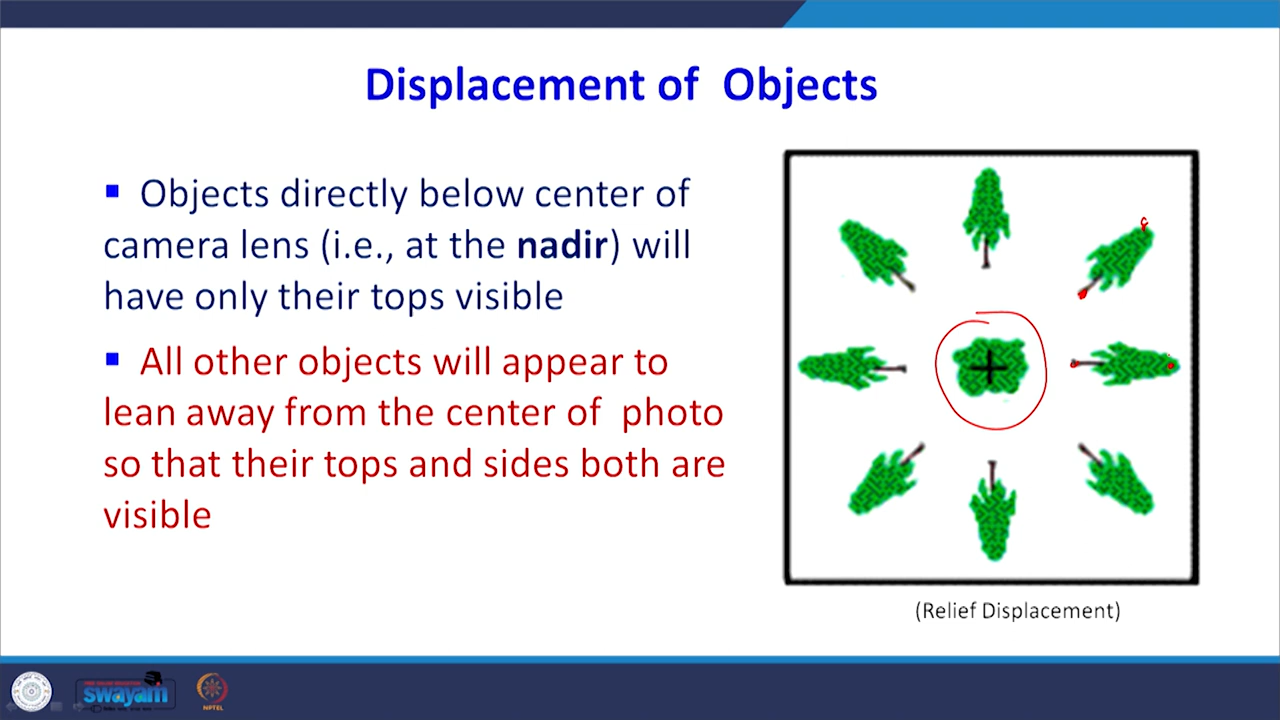 Displacement of Objects
▪ Objects directly below center of
camera lens (i.e., at the nadir) will
have only their tops visible
▪ All other objects will appear to
lean away from the center of photo
so that their tops and sides both are
visible
(Relief Displacement)
swayam
NPTEL